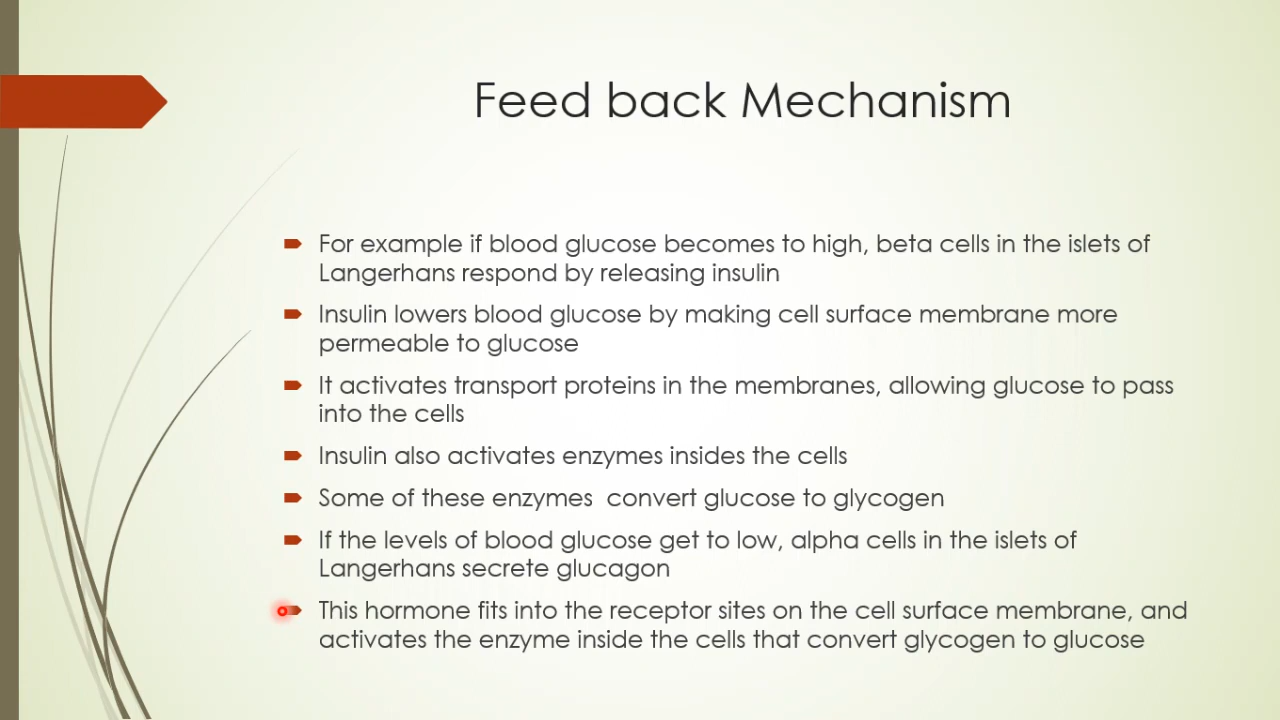 Feed back Mechanism
For example if blood glucose becomes to high, beta cells in the islets of
Langerhans respond by releasing insulin
Insulin lowers blood glucose by making cell surface membrane more
permeable to glucose
It activates transport proteins in the membranes, allowing glucose to pass
into the cells
Insulin also activates enzymes insides the cells
Some of these enzymes  convert glucose to glycogen
If the levels of blood glucose get to low, alpha cells in the islets of
Langerhans secrete glucagon
This hormone fits into the receptor sites on the cell surface membrane, and
activates the enzyme inside the cells that convert glycogen to glucose